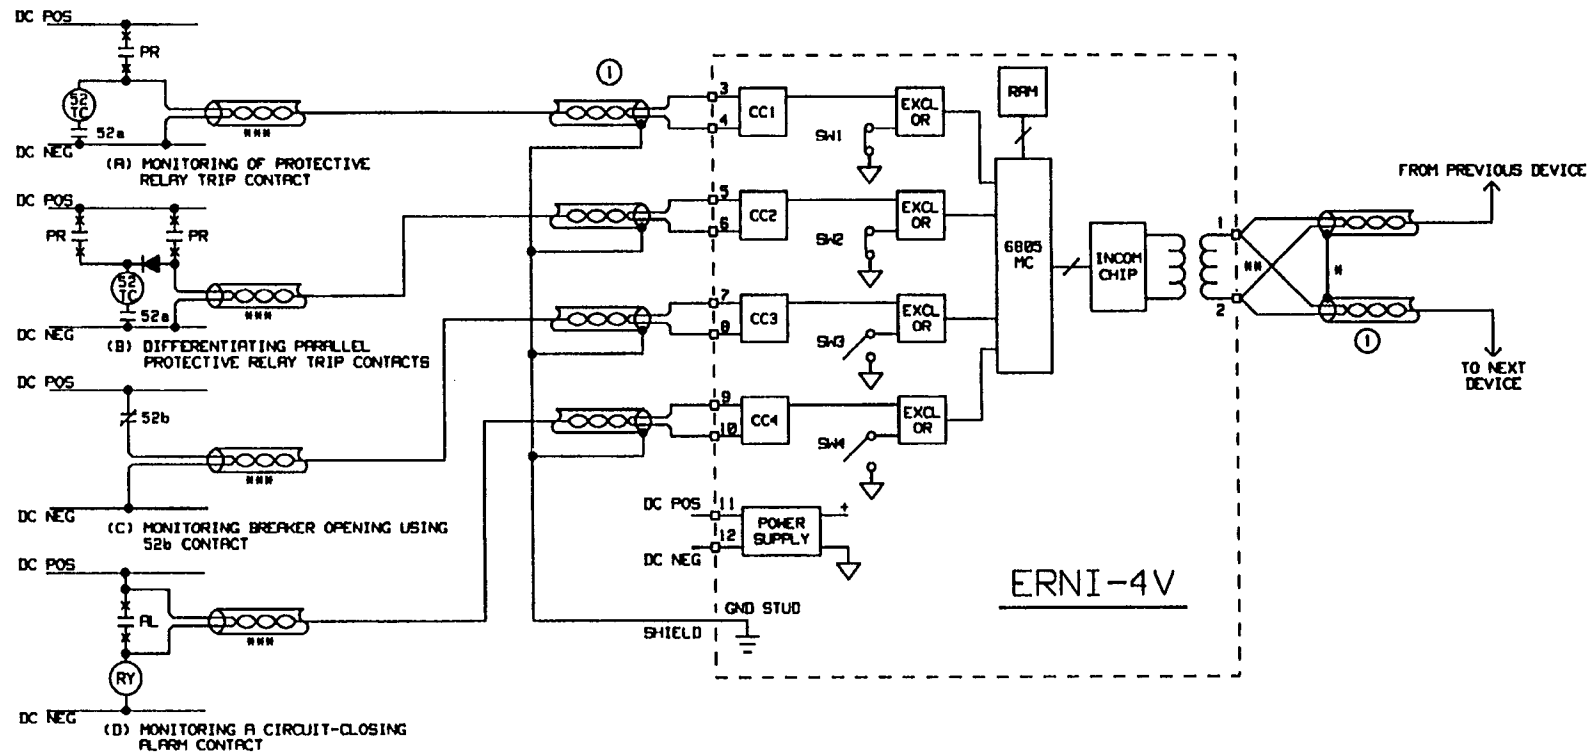 DC POS
PR
52
TC
52a
DC NEG
(A) MONITORING OF PROTECTIVE
RELAY TRIP CONTACT
***
DC POS
PR
PR
52
TC
52a
DC NEG
(B) DIFFERENTIATING PARALLEL
PROTECTIVE RELAY TRIP CONTACTS
***
DC POS
52b
DC NEG
(C) MONITORING BREAKER OPENING USING
52b CONTACT
***
DC POS
AL
RY
DC NEG
(D) MONITORING A CIRCUIT-CLOSING
ALARM CONTACT
***
1
3
4
CC1
SW1
EXCL
OR
RAM
5
6
CC2
SW2
EXCL
OR
7
8
CC3
SW3
EXCL
OR
9
10
CC4
SW4
EXCL
OR
6805
MC
INCOM
CHIP
1
2
**
*
1
FROM PREVIOUS DEVICE
TO NEXT
DEVICE
DC POS
11
12
DC NEG
POWER
SUPPLY
+
GND STUD
SHIELD
ERNI-4V